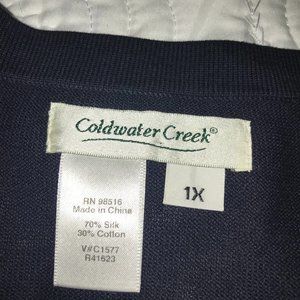 Coldwater Creek®
1X
RN 98516
Made in China
70% Silk
30% Cotton
V#C1577
R41623